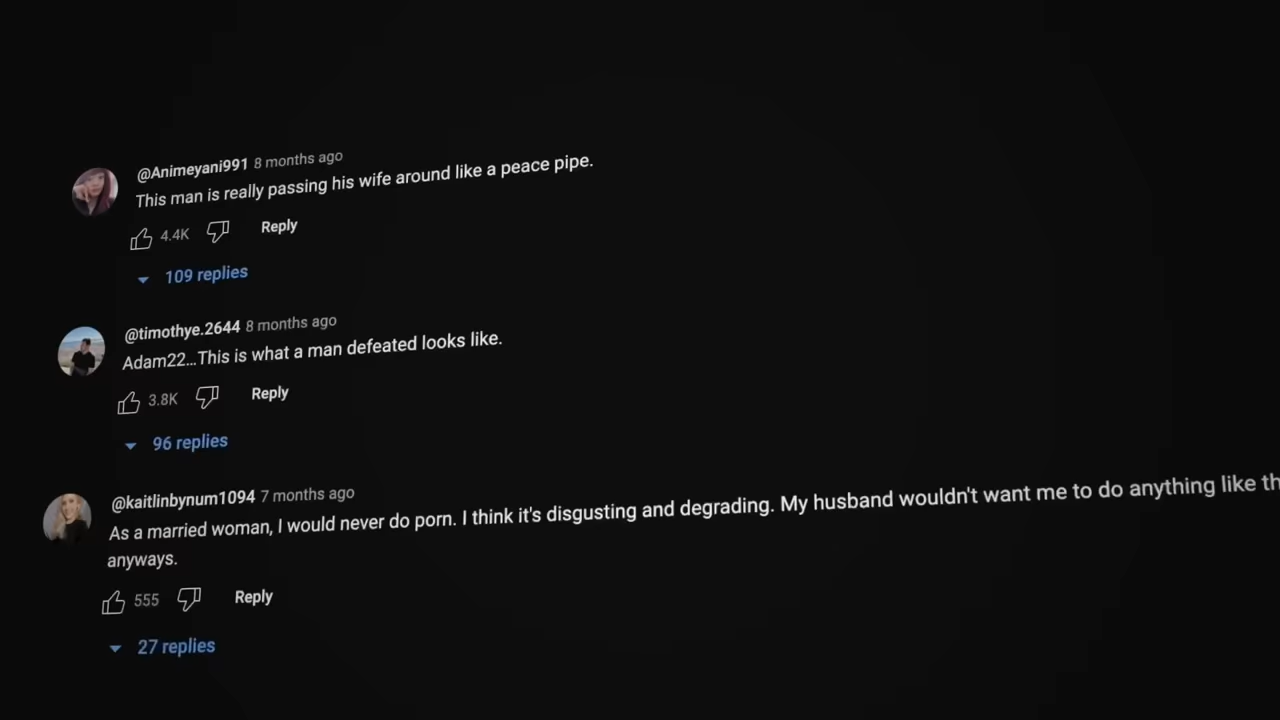 @Animeyani991 8 months ago
This man is really passing his wife around like a peace pipe.
4.4K Reply
109 replies
@timothye.2644 8 months ago
Adam22...This is what a man defeated looks like.
3.8K Reply
96 replies
@kaitlinbynum1094 7 months ago
As a married woman, I would never do porn. I think it's disgusting and degrading. My husband wouldn't want me to do anything like
anyways.
555 Reply
27 replies